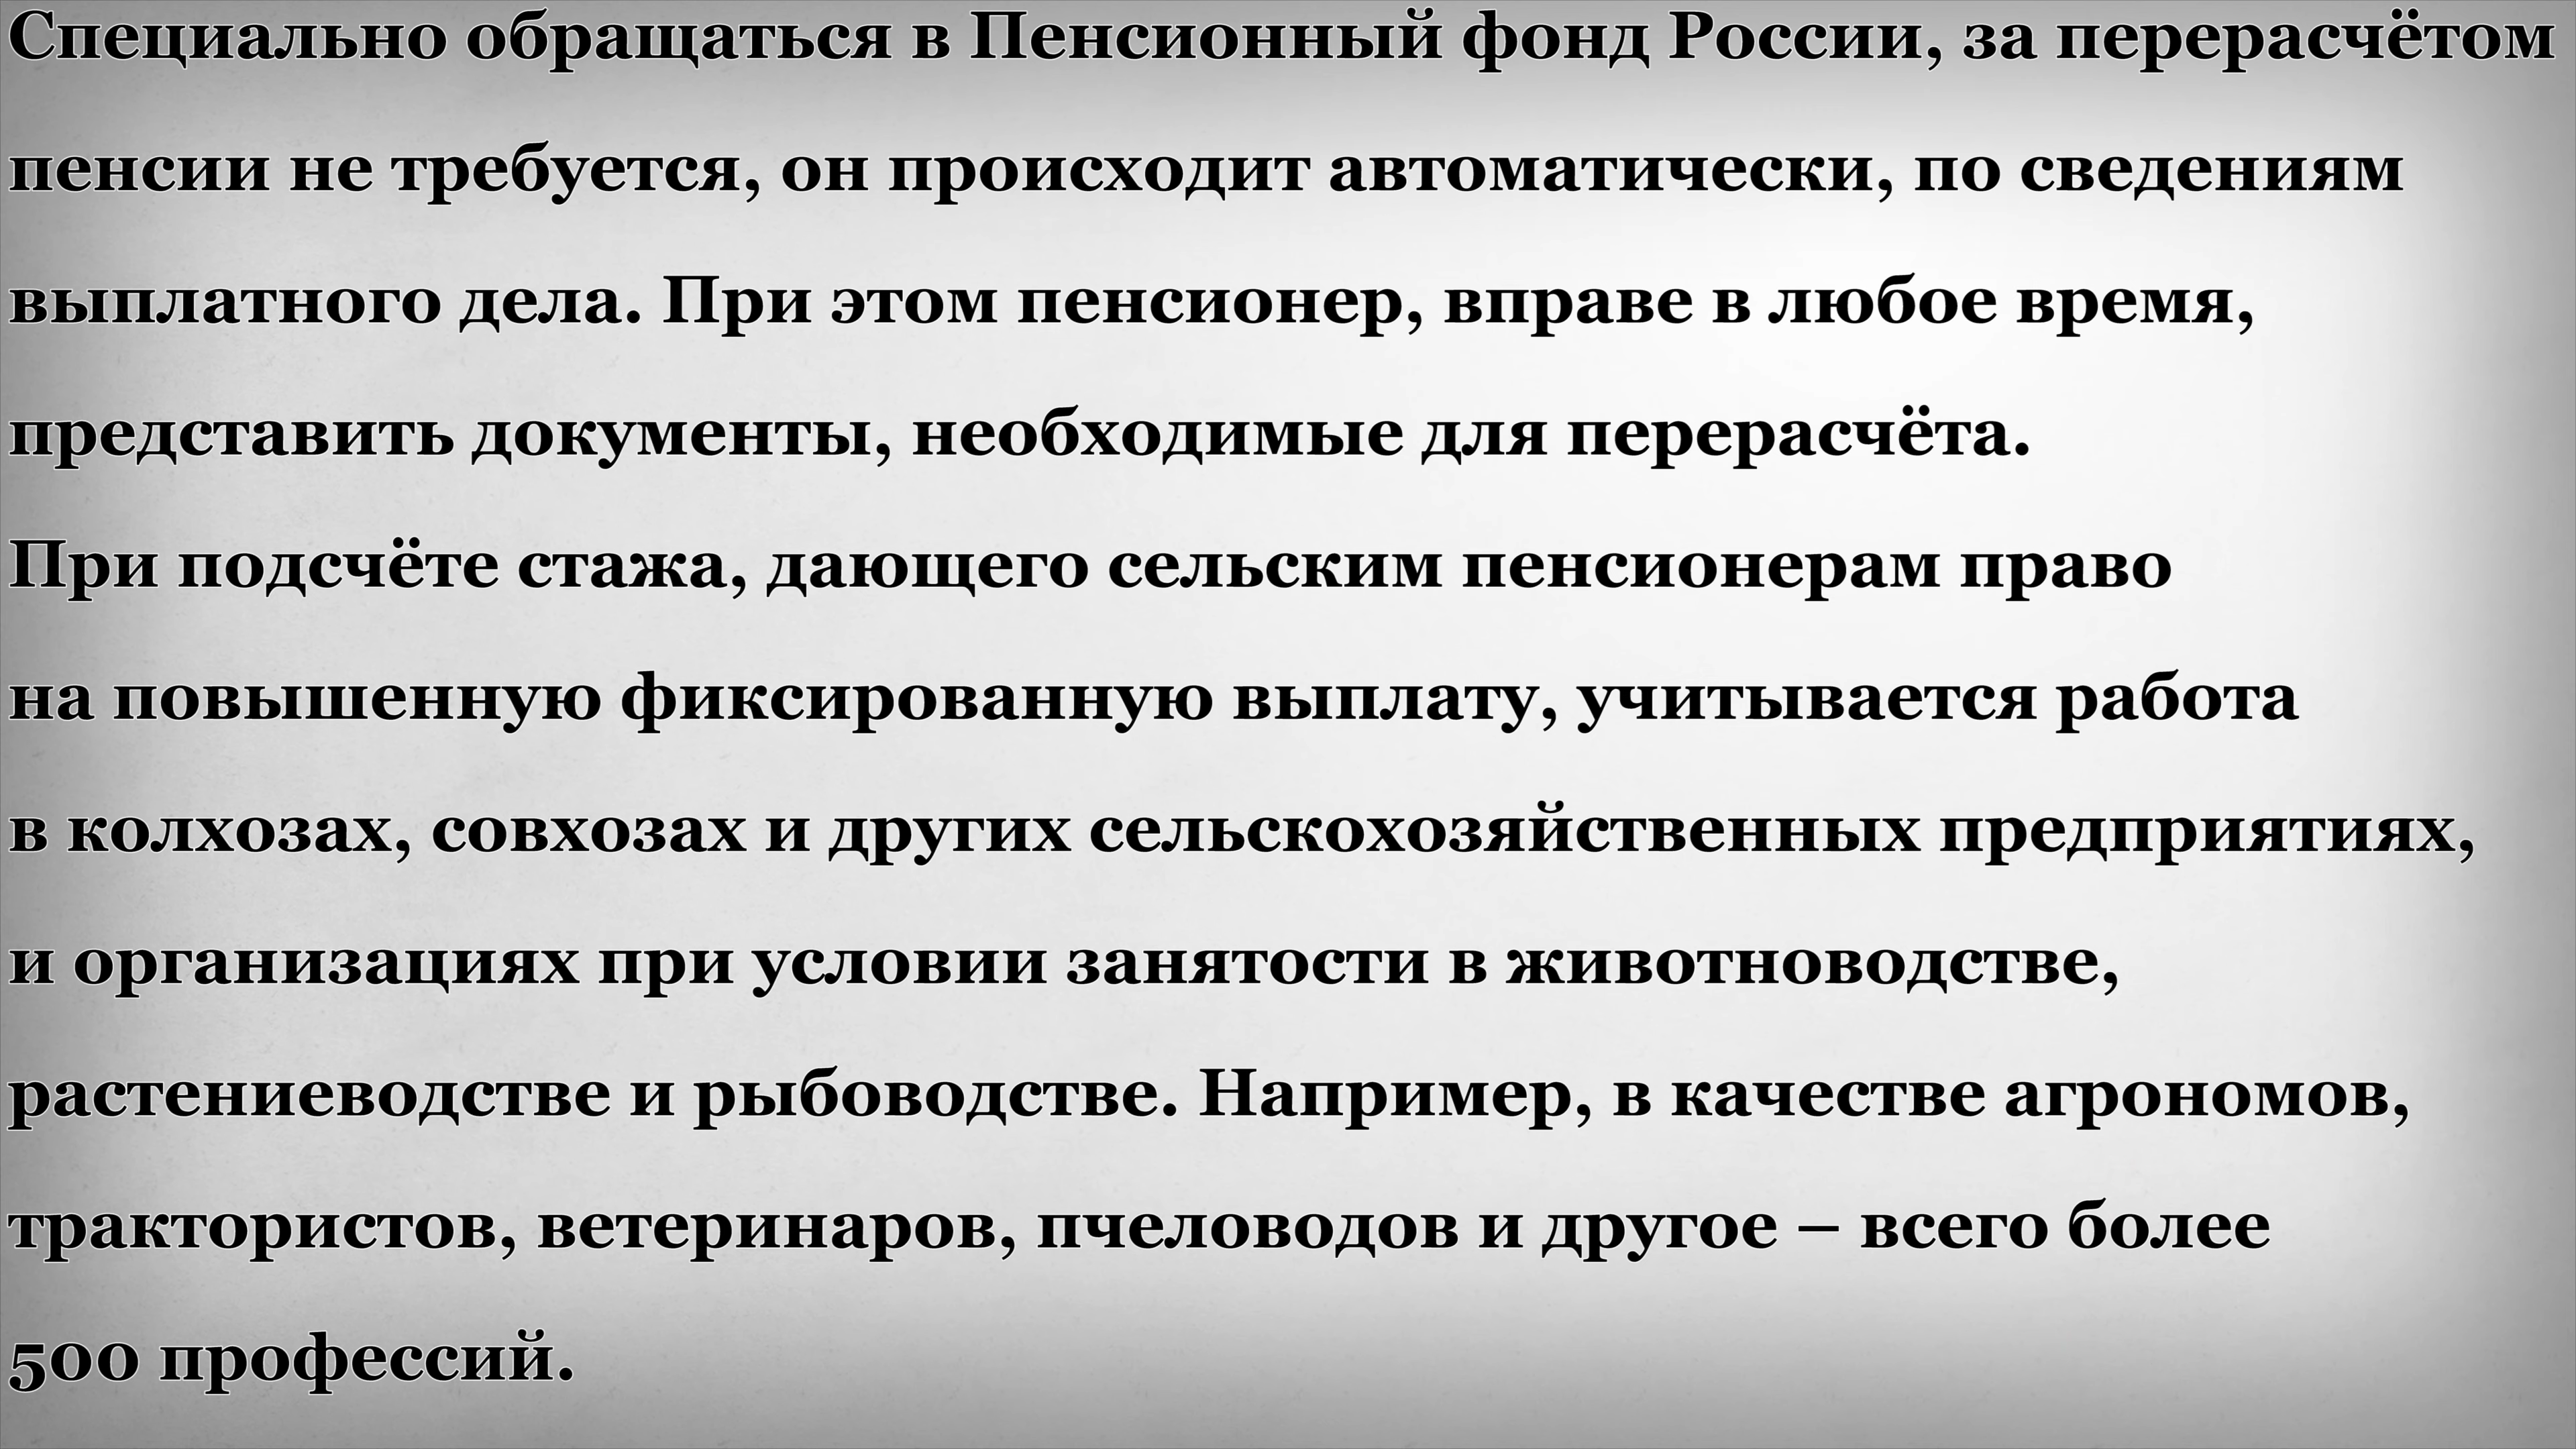 Специально обращаться в Пенсионный фонд России, за перерасчётом
пенсии не требуется, он происходит автоматически, по сведениям
выплатного дела. При этом пенсионер, вправе в любое время,
представить документы, необходимые для перерасчёта.
При подсчёте стажа, дающего сельским пенсионерам право
на повышенную фиксированную выплату, учитывается работа
в колхозах, совхозах и других сельскохозяйственных предприятиях,
и организациях при условии занятости в животноводстве,
растениеводстве и рыбоводстве. Например, в качестве агрономов,
трактористов, ветеринаров, пчеловодов и другое – всего более
500 профессий.